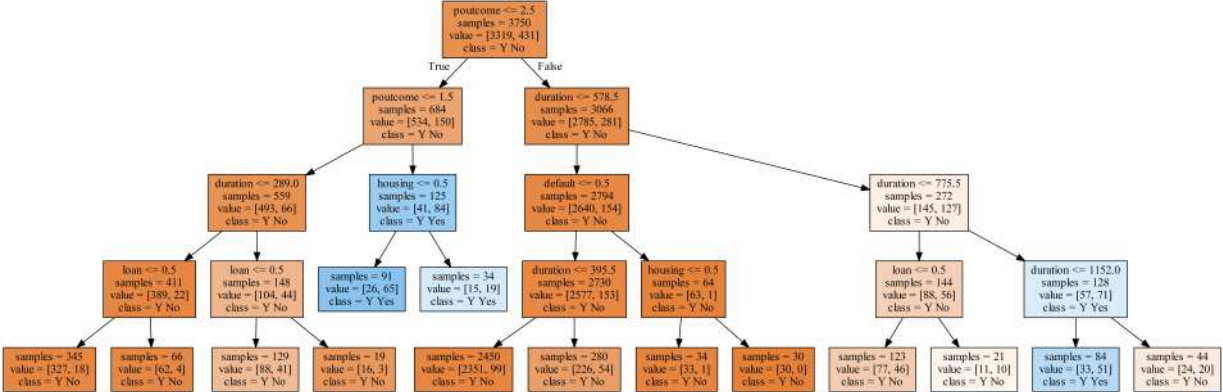 poutcome <= 2.5
samples = 3750
value = [3319, 431]
class = Y No
True
False
poutcome <= 1.5
samples = 684
value = [534, 150]
class = Y No
duration <= 578.5
samples = 3066
value = [2785, 281]
class = Y No
duration <= 289.0
samples = 559
value = [493, 66]
class = Y No
housing <= 0.5
samples = 125
value = [41, 84]
class = Y Yes
default <= 0.5
samples = 2794
value = [2640, 154]
class = Y No
duration <= 775.5
samples = 272
value = [145, 127]
class = Y No
loan <= 0.5
samples = 411
value = [389, 22]
class = Y No
loan <= 0.5
samples = 148
value = [104, 44]
class = Y No
samples = 91
value = [26, 65]
class = Y Yes
samples = 34
value = [15, 19]
class = Y Yes
duration <= 395.5
samples = 2730
value = [2577, 153]
class = Y No
housing <= 0.5
samples = 64
value = [63, 1]
class = Y No
loan <= 0.5
samples = 144
value = [88, 56]
class = Y No
duration <= 1152.0
samples = 128
value = [57, 71]
class = Y Yes
samples = 345
value = [327, 18]
class = Y No
samples = 66
value = [62, 4]
class = Y No
samples = 129
value = [88, 41]
class = Y No
samples = 19
value = [16, 3]
class = Y No
samples = 2450
value = [2351, 99]
class = Y No
samples = 280
value = [226, 54]
class = Y No
samples = 34
value = [33, 1]
class = Y No
samples = 30
value = [30, 0]
class = Y No
samples = 123
value = [77, 46]
class = Y No
samples = 21
value = [11, 10]
class = Y No
samples = 84
value = [33, 51]
class = Y Yes
samples = 44
value = [24, 20]
class = Y No